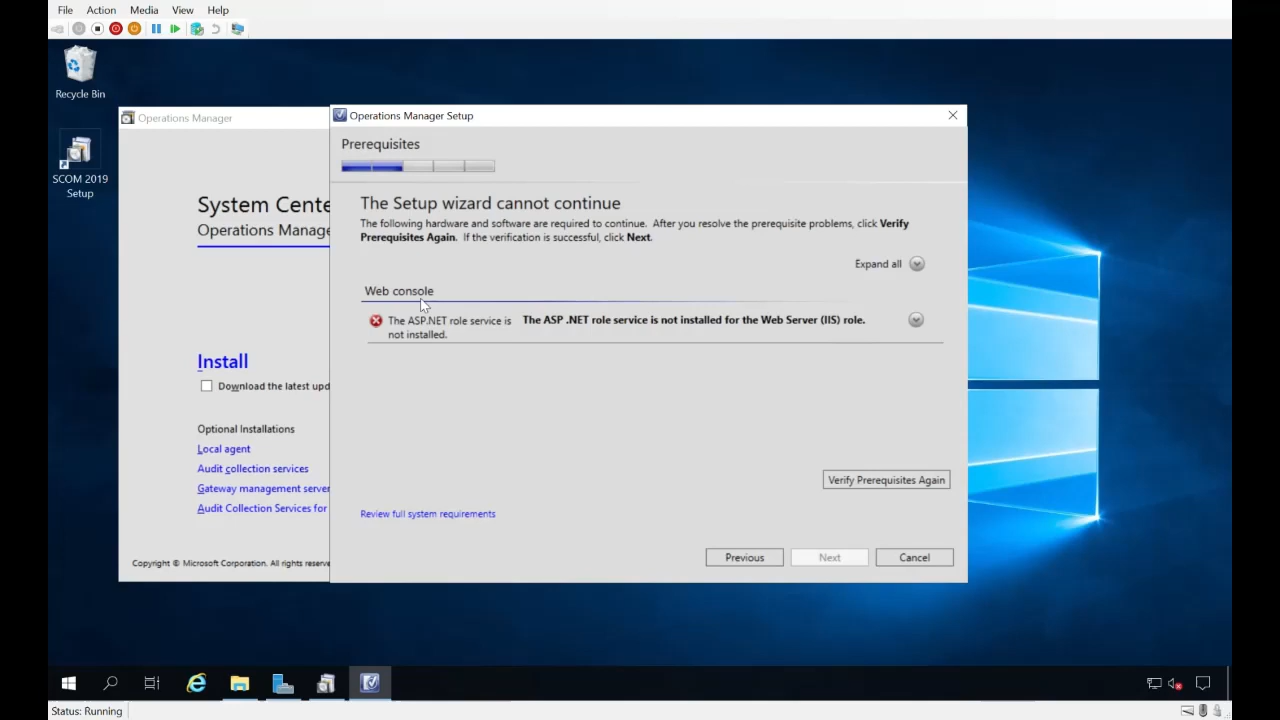 File Action Media View Help
Recycle Bin
SCOM 2019
Setup
Operations Manager
System Cente
Operations Manage
Install
Download the latest upd
Optional Installations
Local agent
Audit collection services
Gateway management server
Audit Collection Services for
Copyright © Microsoft Corporation. All rights reserve
Operations Manager Setup
Prerequisites
The Setup wizard cannot continue
The following hardware and software are required to continue. After you resolve the prerequisite problems, click Verify
Prerequisites Again. If the verification is successful, click Next.
Expand all
Web console
The ASP.NET role service is
not installed.
The ASP .NET role service is not installed for the Web Server (IIS) role.
Verify Prerequisites Again
Review full system requirements
Previous Next Cancel
Status: Running